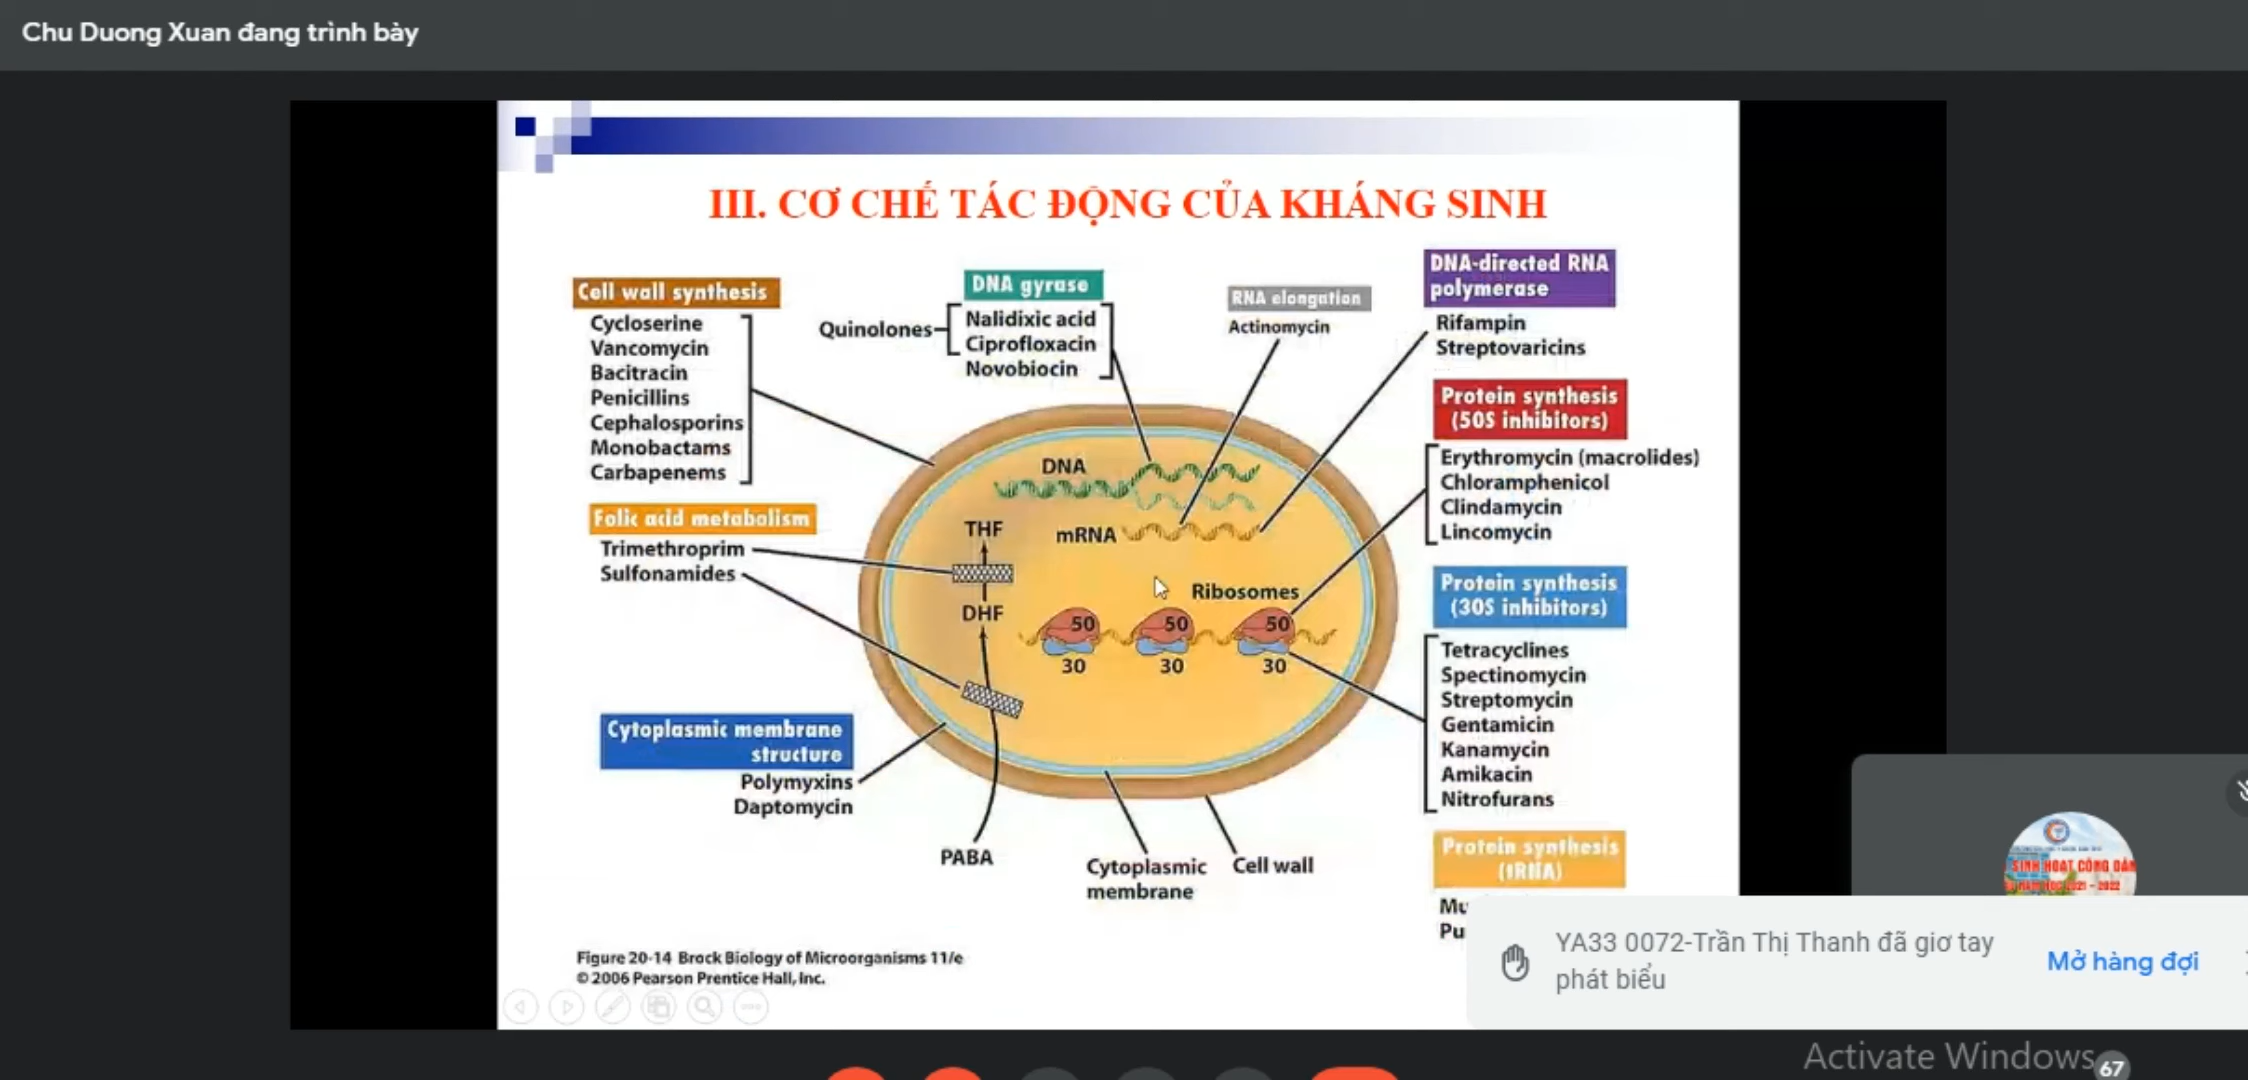 Chu Duong Xuan đang trình bày
III. CƠ CHẾ TÁC ĐỘNG CỦA KHÁNG SINH
Cell wall synthesis
Cycloserine
Vancomycin
Bacitracin
Penicillins
Cephalosporins
Monobactams
Carbapenems
Folic acid metabolism
Trimethroprim
Sulfonamides
Cytoplasmic membrane
structure
Polymyxins
Daptomycin
DNA gyrase
Quinolones
Nalidixic acid
Ciprofloxacin
Novobiocin
RNA elongation
Actinomycin
DNA-directed RNA
polymerase
Rifampin
Streptovaricins
Protein synthesis
(50S inhibitors)
Erythromycin (macrolides)
Chloramphenicol
Clindamycin
Lincomycin
Protein synthesis
(30S inhibitors)
Tetracyclines
Spectinomycin
Streptomycin
Gentamicin
Kanamycin
Amikacin
Nitrofurans
Protein synthesis
(tRNA)
DNA
THF
mRNA
Ribosomes
DHF
50 50 50
30 30 30
PABA
Cytoplasmic
membrane
Cell wall
Figure 20-14 Brock Biology of Microorganisms 11/e
© 2006 Pearson Prentice Hall, Inc.
SINH HOẠT CÔNG DÂN
YA33 0072-Trần Thị Thanh đã giơ tay
phát biểu
Mở hàng đợi
Activate Windows
67